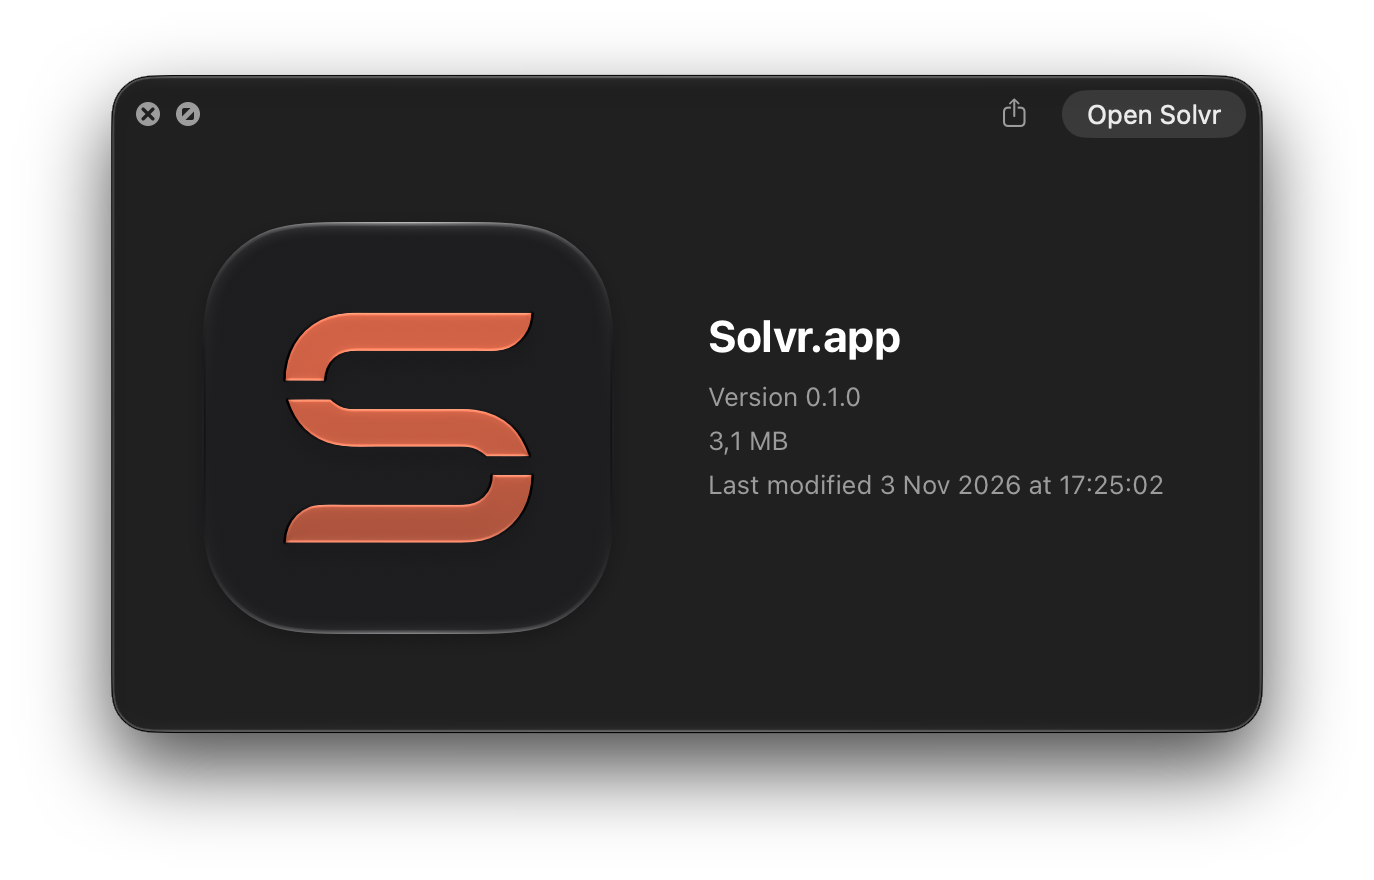 Open Solvr
Solvr.app
Version 0.1.0
3,1 MB
Last modified 3 Nov 2026 at 17:25:02